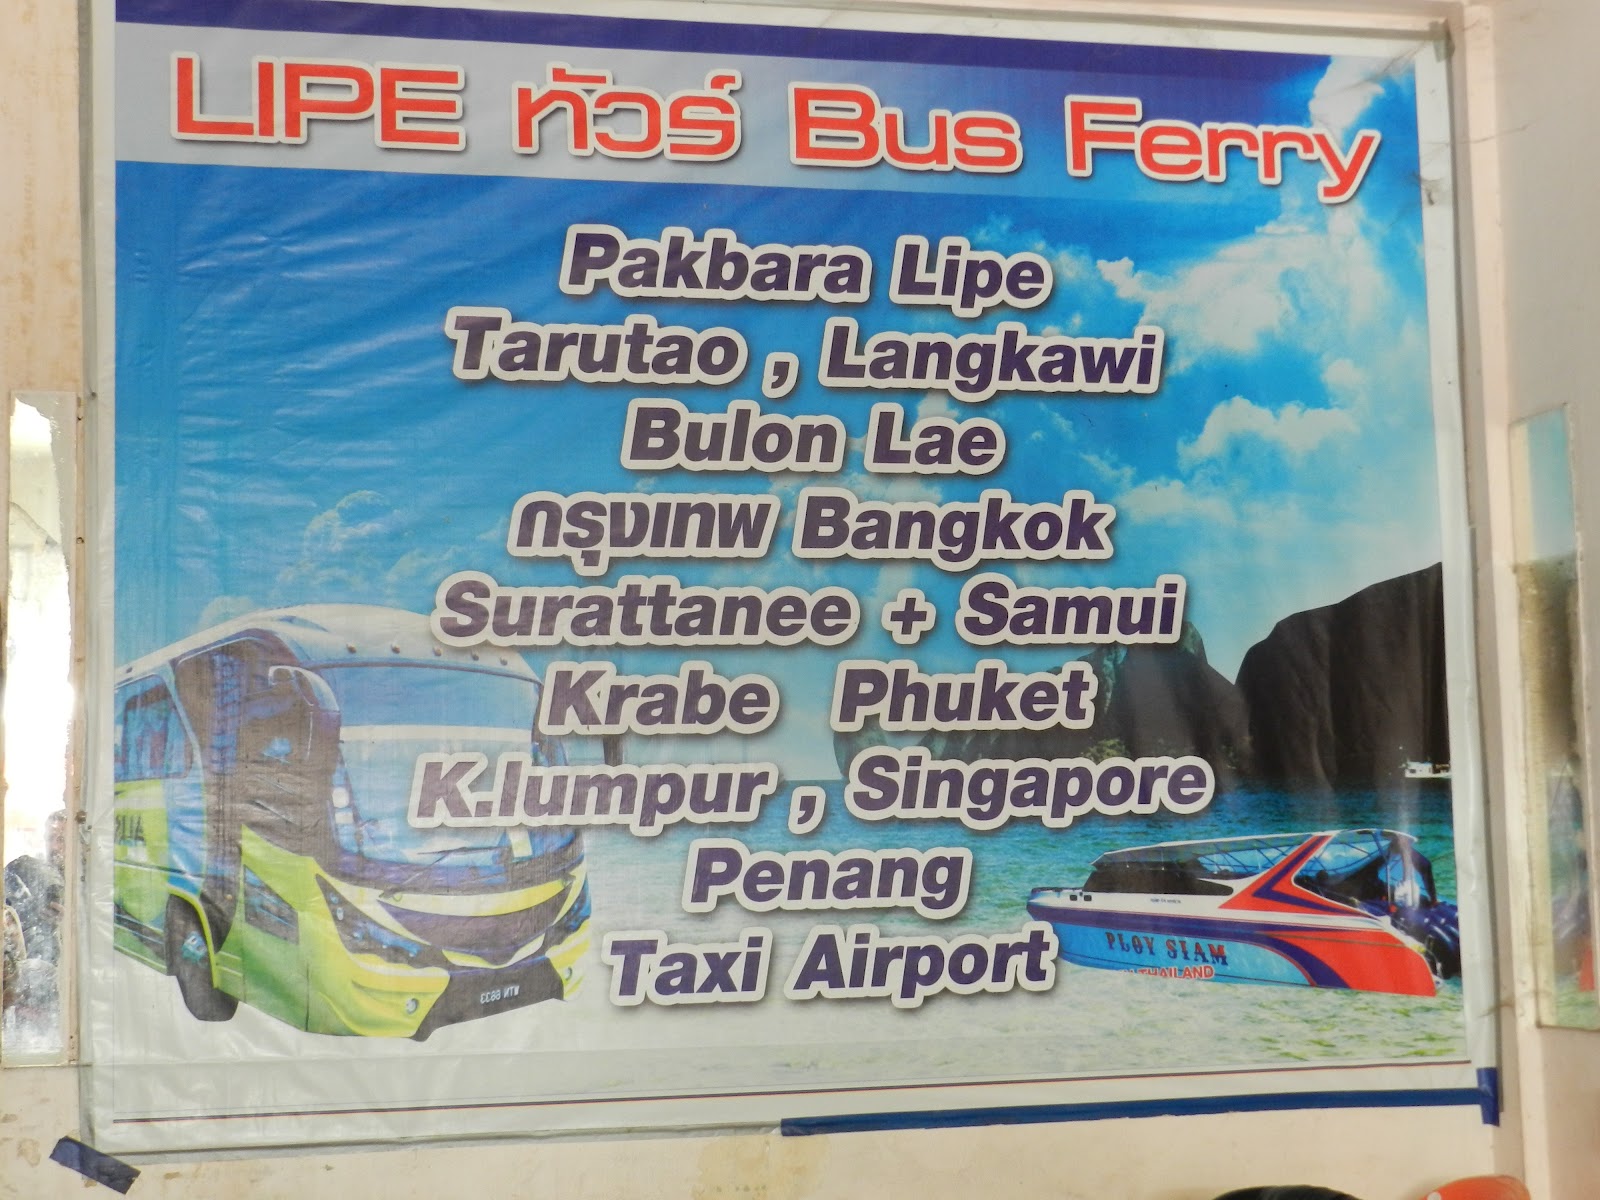 LIPE ทัวร์ Bus Ferry
Pakbara Lipe
Tarutao , Langkawi
Bulon Lae
กรุงเทพ Bangkok
Surattanee + Samui
Krabe Phuket
K.lumpur , Singapore
Penang
Taxi Airport
PLOY SIAM
THAILAND